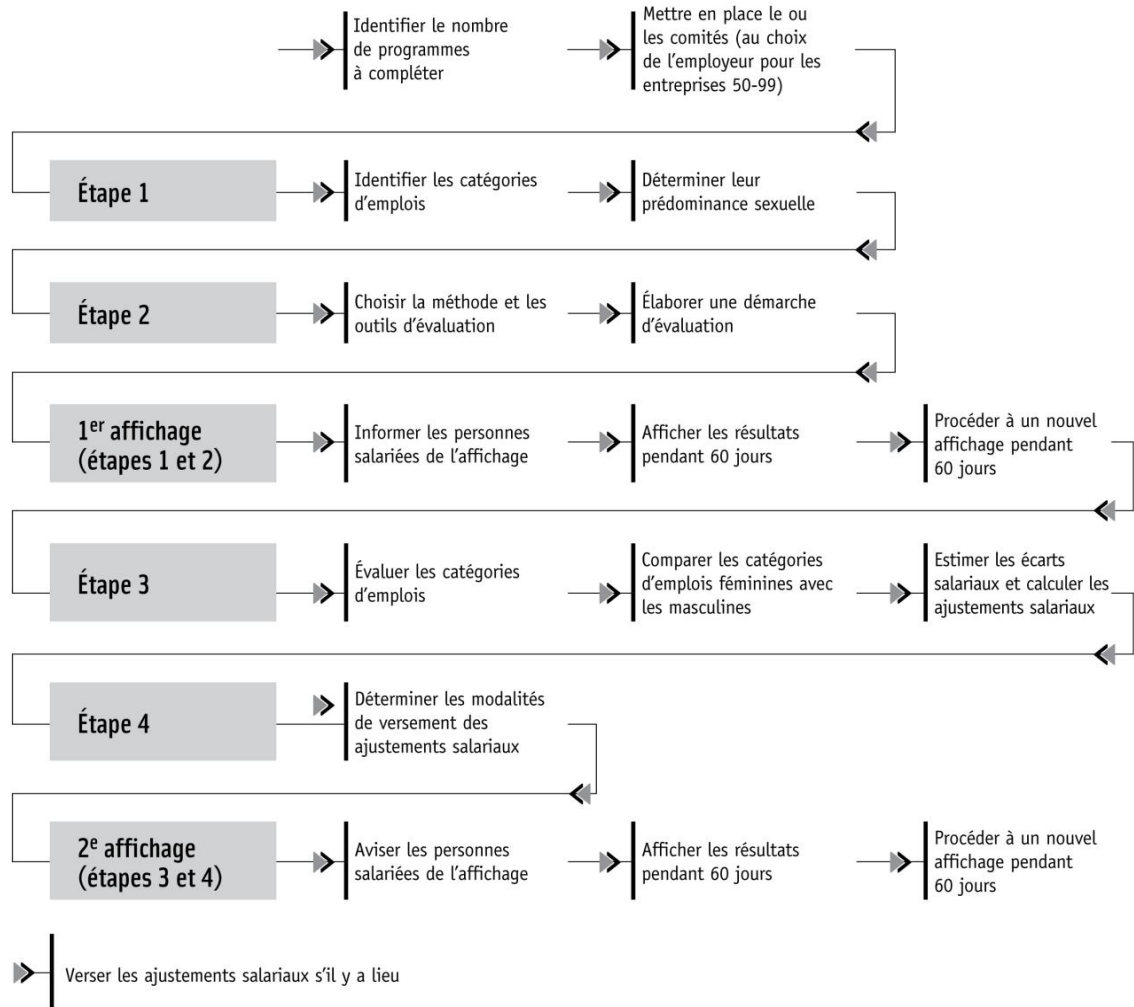 Identifier le nombre
de programmes
à compléter
Mettre en place le ou
les comités (au choix
de l'employeur pour les
entreprises 50-99)
Étape 1
Identifier les catégories
d'emplois
Déterminer leur
prédominance sexuelle
Étape 2
Choisir la méthode et les
outils d'évaluation
Élaborer une démarche
d'évaluation
1er affichage
(étapes 1 et 2)
Informer les personnes
salariées de l'affichage
Afficher les résultats
pendant 60 jours
Procéder à un nouvel
affichage pendant
60 jours
Étape 3
Évaluer les catégories
d'emplois
Comparer les catégories
d'emplois féminines avec
les masculines
Estimer les écarts
salariaux et calculer les
ajustements salariaux
Étape 4
Déterminer les modalités
de versement des
ajustements salariaux
2e affichage
(étapes 3 et 4)
Aviser les personnes
salariées de l'affichage
Afficher les résultats
pendant 60 jours
Procéder à un nouvel
affichage pendant
60 jours
Verser les ajustements salariaux s'il y a lieu